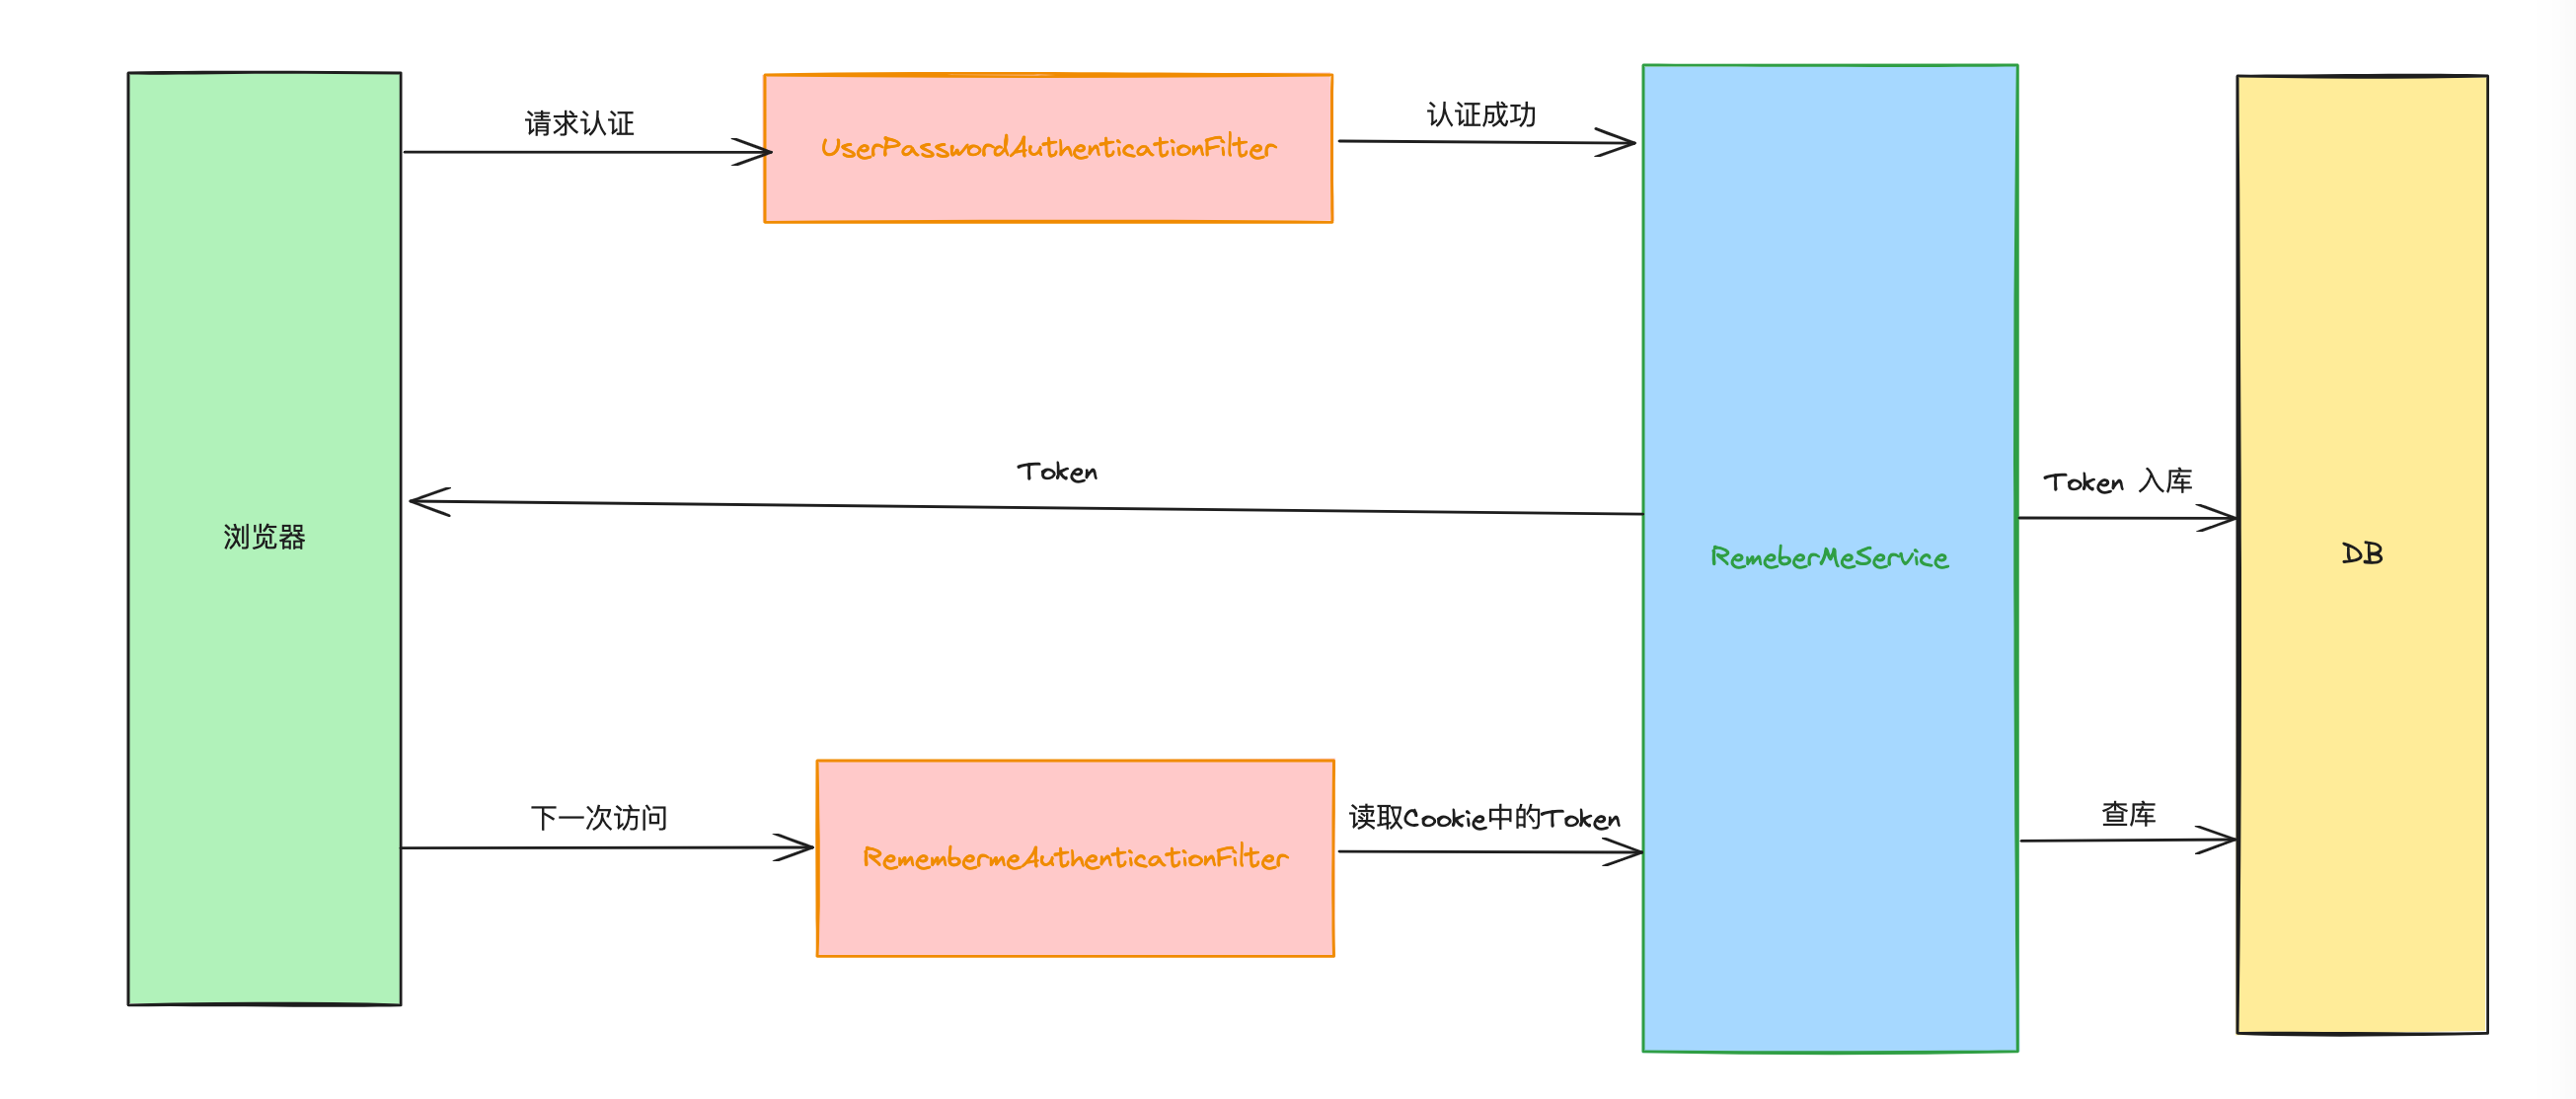 请求认证
UserPasswordAuthenticationFilter
认证成功
Token
Token 入库
浏览器
RemeberMeService
DB
下一次访问
RemembermeAuthenticationFilter
读取Cookie中的Token
查库